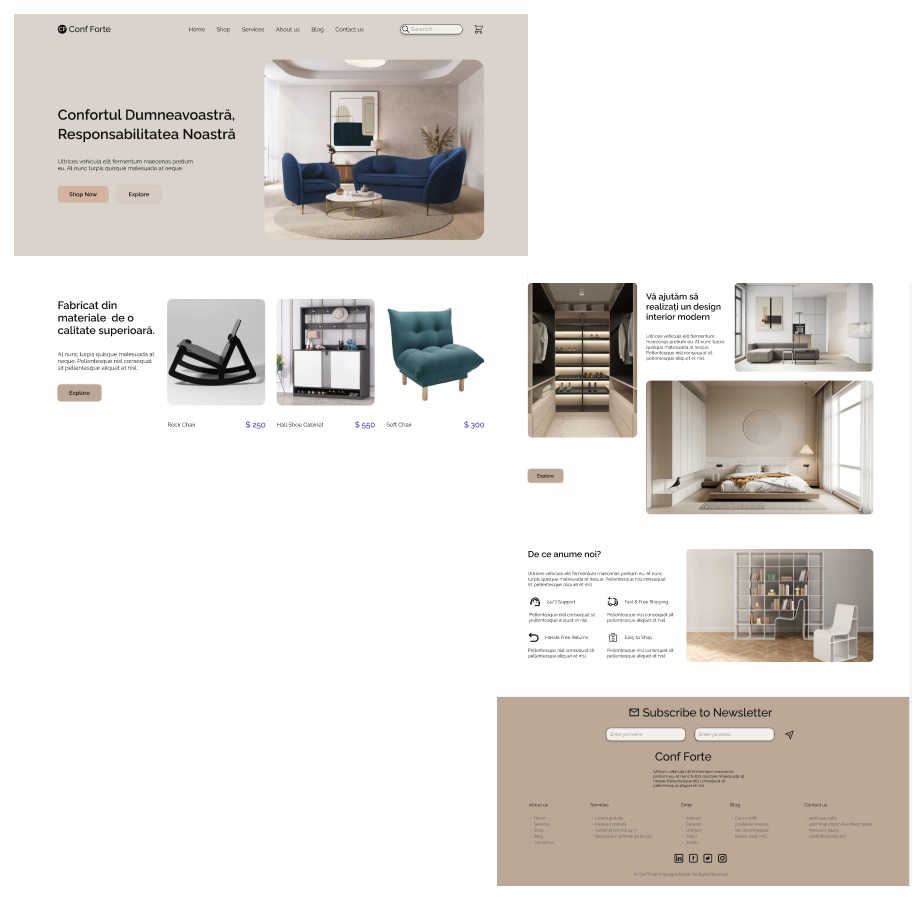 CF Conf Forte
Home Shop Services About us Blog Contact us
Search
Confortul Dumneavoastră,
Responsabilitatea Noastră
Ultrices vehicula elit fermentum maecenas pretium
eu. At nunc turpis quisque malesuada at neque.
Shop Now Explore
Fabricat din
materiale de o
calitate superioară.
At nunc turpis quisque malesuada at
neque. Pellentesque nisl consequat
sit pellentesque aliquet et nisl.
Explore
Rock Chair $ 250
Hall Shoe Cabinet $ 550
Soft Chair $ 300
Vă ajutăm să
realizați un design
interior modern
Ultrices vehicula elit fermentum
maecenas pretium eu. At nunc turpis
quisque malesuada at neque.
Pellentesque nisl consequat sit
pellentesque aliquet et nisl.
Explore
De ce anume noi?
Ultrices vehicula elit fermentum maecenas pretium eu. At nunc
turpis quisque malesuada at neque. Pellentesque nisl consequat
sit pellentesque aliquet et nisl.
24/7 Support
Pellentesque nisl consequat sit
pellentesque aliquet et nisl.
Fast & Free Shipping
Pellentesque nisl consequat sit
pellentesque aliquet et nisl.
Hassle Free Returns
Pellentesque nisl consequat sit
pellentesque aliquet et nisl.
Easy to Shop
Pellentesque nisl consequat sit
pellentesque aliquet et nisl.
Subscribe to Newsletter
Enter yor name Enter yor email
Conf Forte
Ultrices vehicula elit fermentum maecenas
pretium eu. At nunc turpis quisque malesuada at
neque. Pellentesque nisl consequat sit
pellentesque aliquet et nisl.
About us
Home
Services
Shop
Blog
Contact us
Services
Shop
Blog
Contact us
© Conf Forte Copyright All Rights Reserved